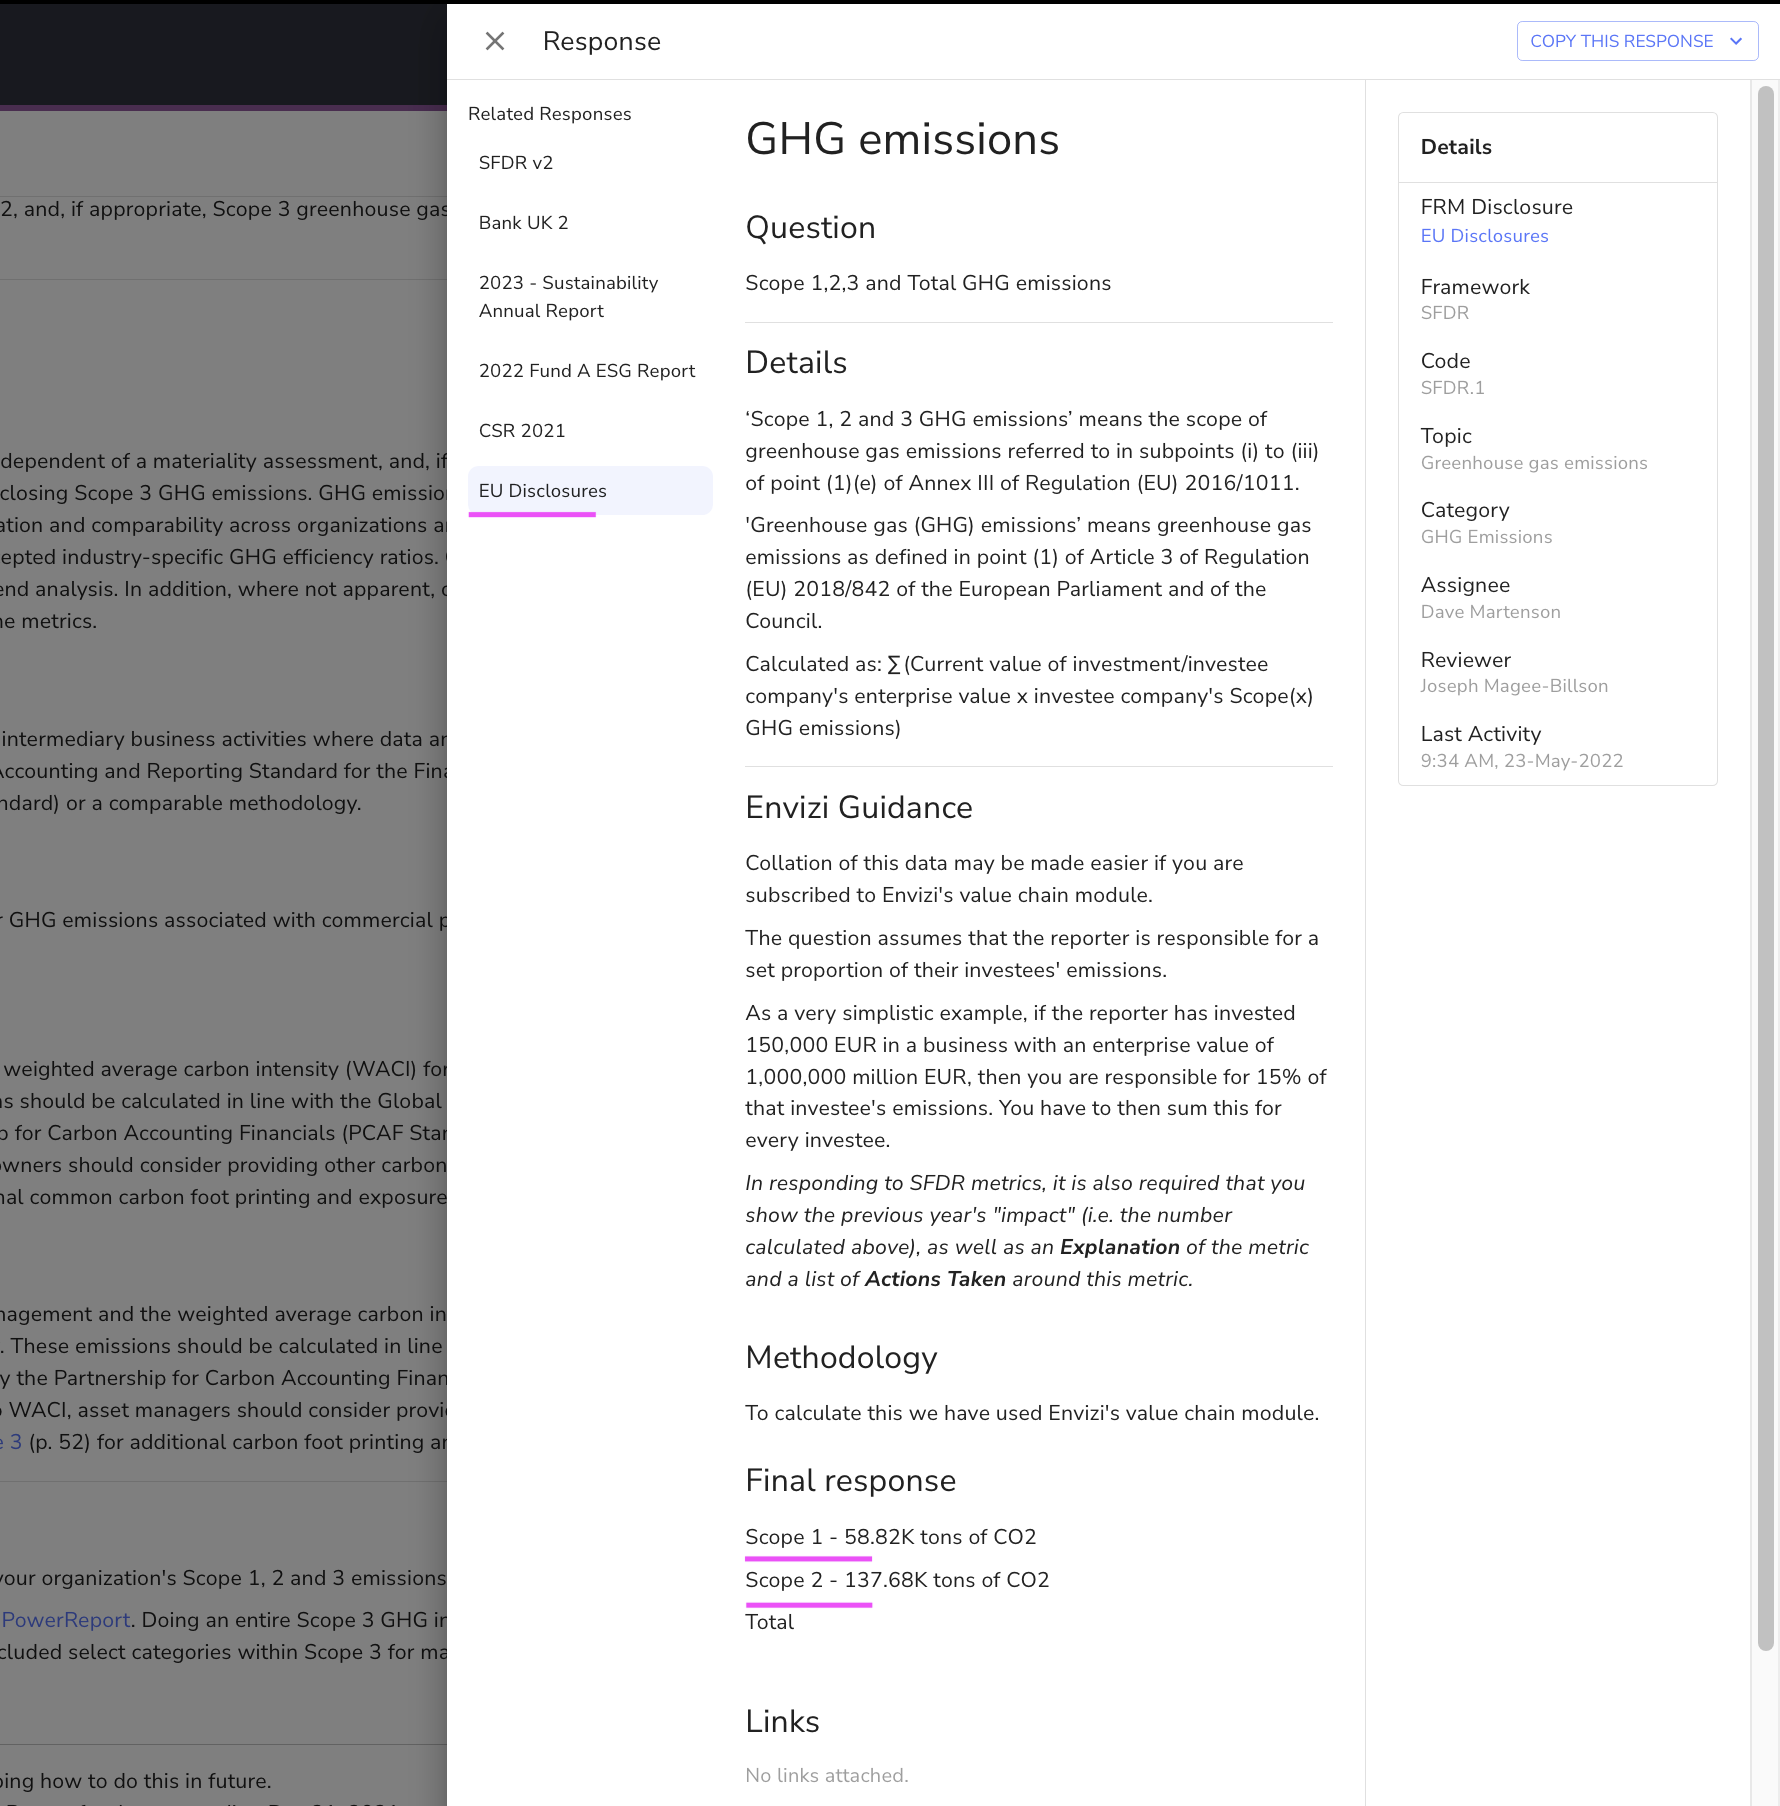 Response
COPY THIS RESPONSE
Related Responses
SFDR v2
Bank UK 2
2023 - Sustainability
Annual Report
2022 Fund A ESG Report
CSR 2021
EU Disclosures
GHG emissions
Question
Scope 1,2,3 and Total GHG emissions
Details
‘Scope 1, 2 and 3 GHG emissions’ means the scope of
greenhouse gas emissions referred to in subpoints (i) to (iii)
of point (1)(e) of Annex III of Regulation (EU) 2016/1011.
'Greenhouse gas (GHG) emissions’ means greenhouse gas
emissions as defined in point (1) of Article 3 of Regulation
(EU) 2018/842 of the European Parliament and of the
Council.
Calculated as: ∑(Current value of investment/investee
company's enterprise value x investee company's Scope(x)
GHG emissions)
Envizi Guidance
Collation of this data may be made easier if you are
subscribed to Envizi's value chain module.
The question assumes that the reporter is responsible for a
set proportion of their investees' emissions.
As a very simplistic example, if the reporter has invested
150,000 EUR in a business with an enterprise value of
1,000,000 million EUR, then you are responsible for 15% of
that investee's emissions. You have to then sum this for
every investee.
In responding to SFDR metrics, it is also required that you
show the previous year's "impact" (i.e. the number
calculated above), as well as an Explanation of the metric
and a list of Actions Taken around this metric.
Methodology
To calculate this we have used Envizi's value chain module.
Final response
Scope 1 - 58.82K tons of CO2
Scope 2 - 137.68K tons of CO2
Total
Links
No links attached.
Details
FRM Disclosure
EU Disclosures
Framework
SFDR
Code
SFDR.1
Topic
Greenhouse gas emissions
Category
GHG Emissions
Assignee
Dave Martenson
Reviewer
Joseph Magee-Billson
Last Activity
9:34 AM, 23-May-2022
2, and, if appropriate, Scope 3 greenhouse gas
dependent of a materiality assessment, and, if
closing Scope 3 GHG emissions. GHG
and comparability across organizations
industry-specific GHG efficiency ratios.
analysis. In addition, where not apparent,
metrics.
intermediary business activities where data
Accounting and Reporting Standard for the
or a comparable methodology.
GHG emissions associated with commercial
weighted average carbon intensity (WACI) for
should be calculated in line with the Global
for Carbon Accounting Financials (PCAF
should consider providing other carbon
common carbon foot printing and exposure
and the weighted average carbon
. These emissions should be calculated in line
the Partnership for Carbon Accounting
WACI, asset managers should consider
3 (p. 52) for additional carbon foot printing
your organization's Scope 1, 2 and 3 emissions
PowerReport. Doing an entire Scope 3 GHG
select categories within Scope 3 for
how to do this in future.